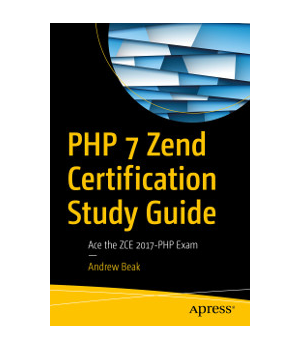 PHP 7 Zend
Certification
Study Guide
Ace the ZCE 2017-PHP Exam
—
Andrew Beak
Apress®